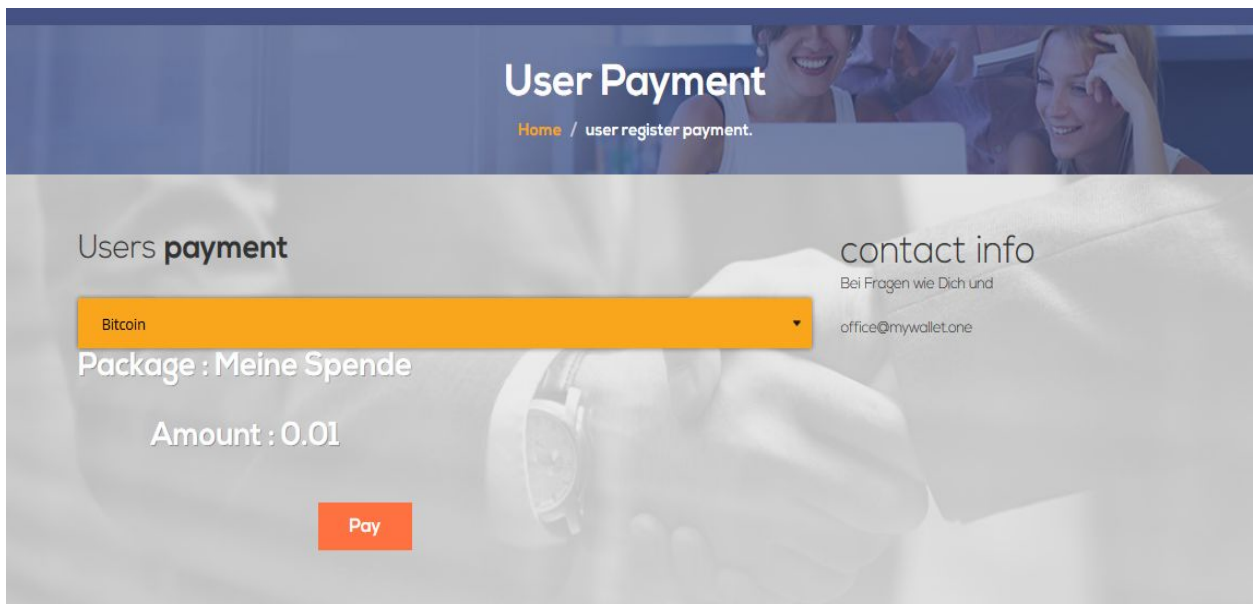 User Payment
Home / user register payment.
Users payment
Bitcoin
Package : Meine Spende
Amount : 0.01
Pay
contact info
Bei Fragen wie Dich und
office@mywallet.one